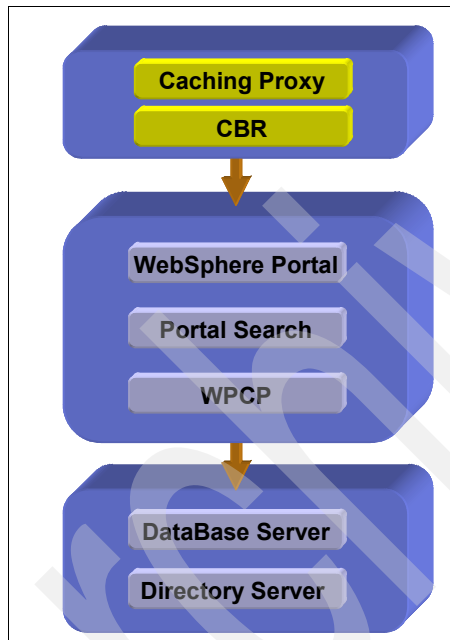 Caching Proxy
CBR
WebSphere Portal
Portal Search
WPCP
DataBase Server
Directory Server